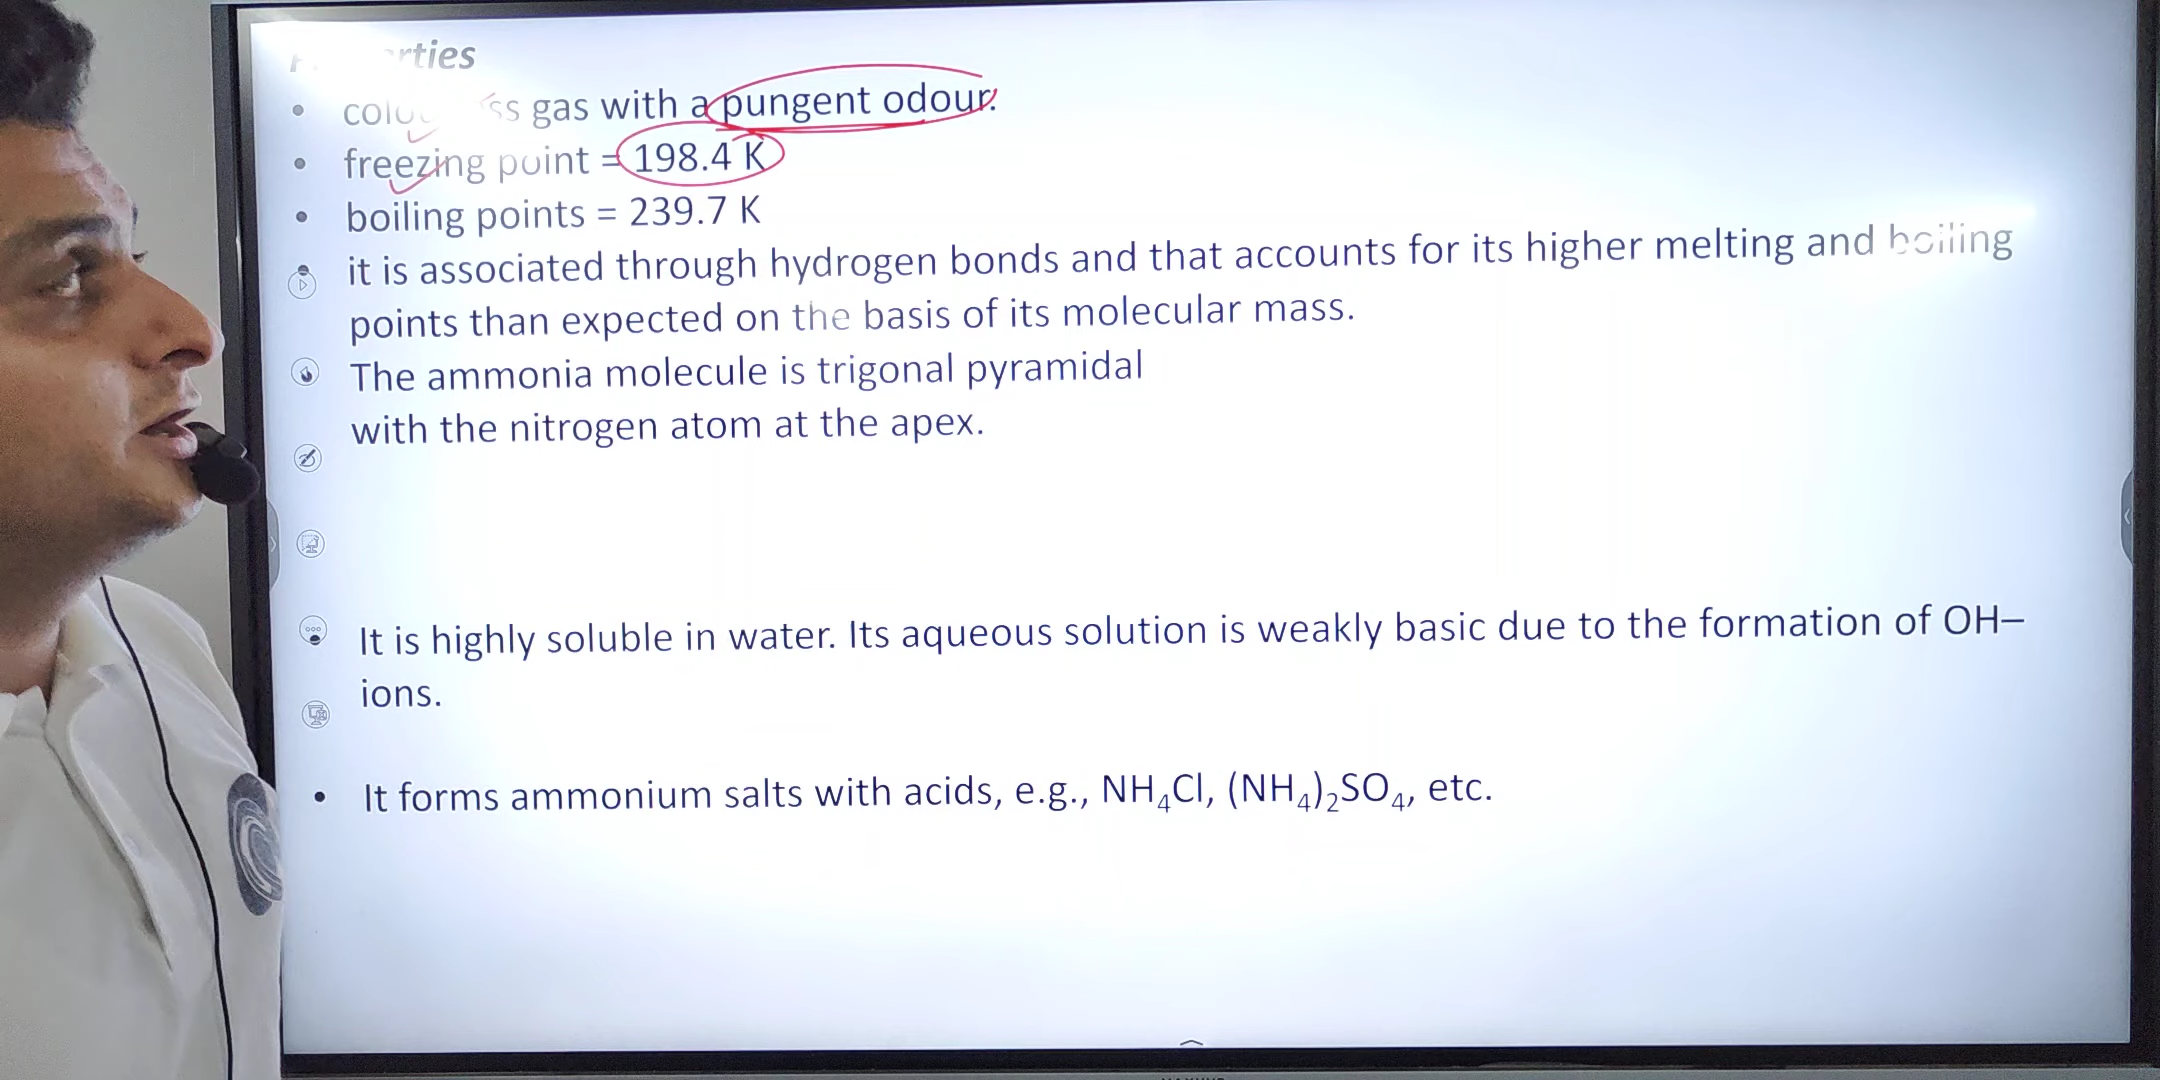 • gas with a pungent odour.
• freezing point = 198.4 K
• boiling points = 239.7 K
• it is associated through hydrogen bonds and that accounts for its higher melting and boiling
points than expected on the basis of its molecular mass.
• The ammonia molecule is trigonal pyramidal
with the nitrogen atom at the apex.
• It is highly soluble in water. Its aqueous solution is weakly basic due to the formation of OH–
ions.
• It forms ammonium salts with acids, e.g., NH₄Cl, (NH₄)₂SO₄, etc.